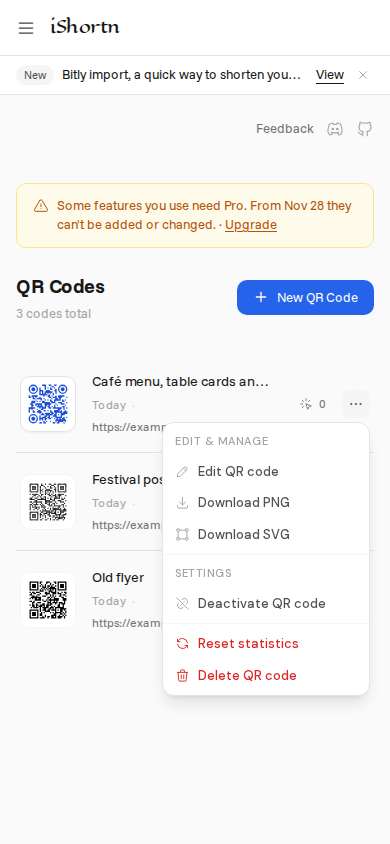 iShortn
New Bitly import, a quick way to shorten you... View
Feedback
Some features you use need Pro. From Nov 28 they
can't be added or changed. · Upgrade
QR Codes
3 codes total
New QR Code
Café menu, table cards an...
Today ·
0
https://exam
EDIT & MANAGE
Edit QR code
Download PNG
Download SVG
SETTINGS
Deactivate QR code
Reset statistics
Delete QR code
Festival pos
Today ·
https://exam
Old flyer
Today ·
https://exam